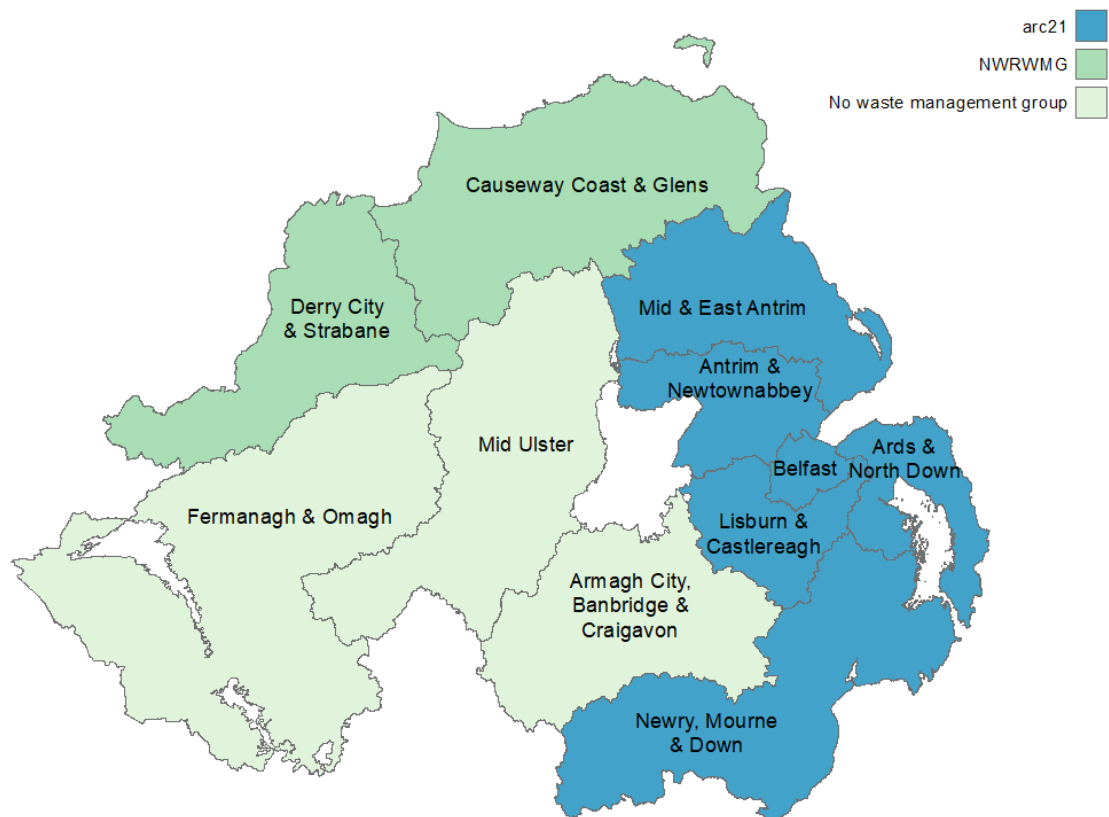 arc21
NWRWMG
No waste management group
Causeway Coast & Glens
Derry City
& Strabane
Mid & East Antrim
Antrim &
Newtownabbey
Mid Ulster
Belfast
Ards &
North Down
Fermanagh & Omagh
Lisburn &
Castlereagh
Armagh City,
Banbridge &
Craigavon
Newry, Mourne
& Down